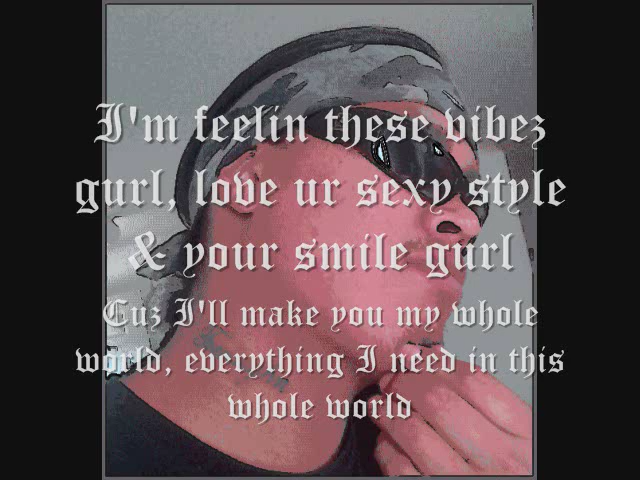 I'm feelin these vibez
gurl, love ur sexy style
& your smile gurl
Cuz I'll make you my whole
world, everything I need in this
whole world